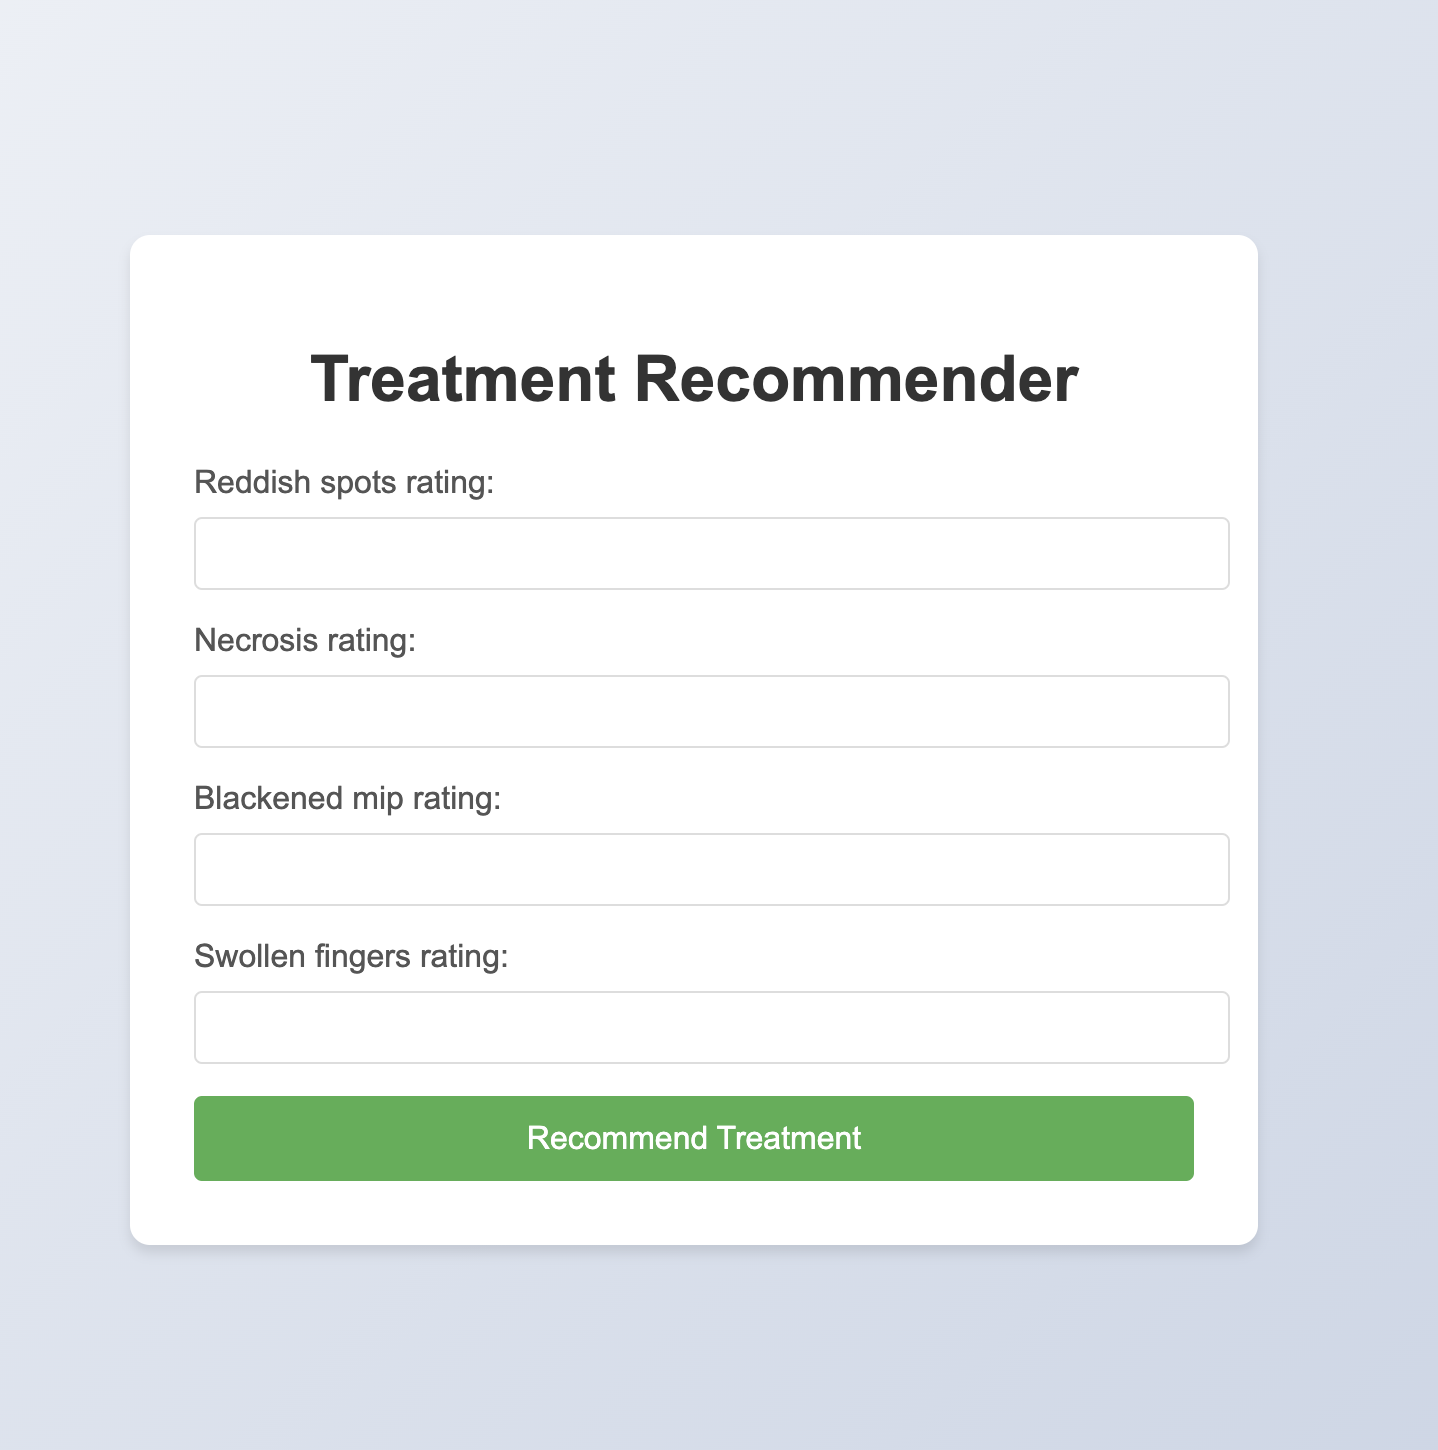 Treatment Recommender
Reddish spots rating:
Necrosis rating:
Blackened mip rating:
Swollen fingers rating:
Recommend Treatment